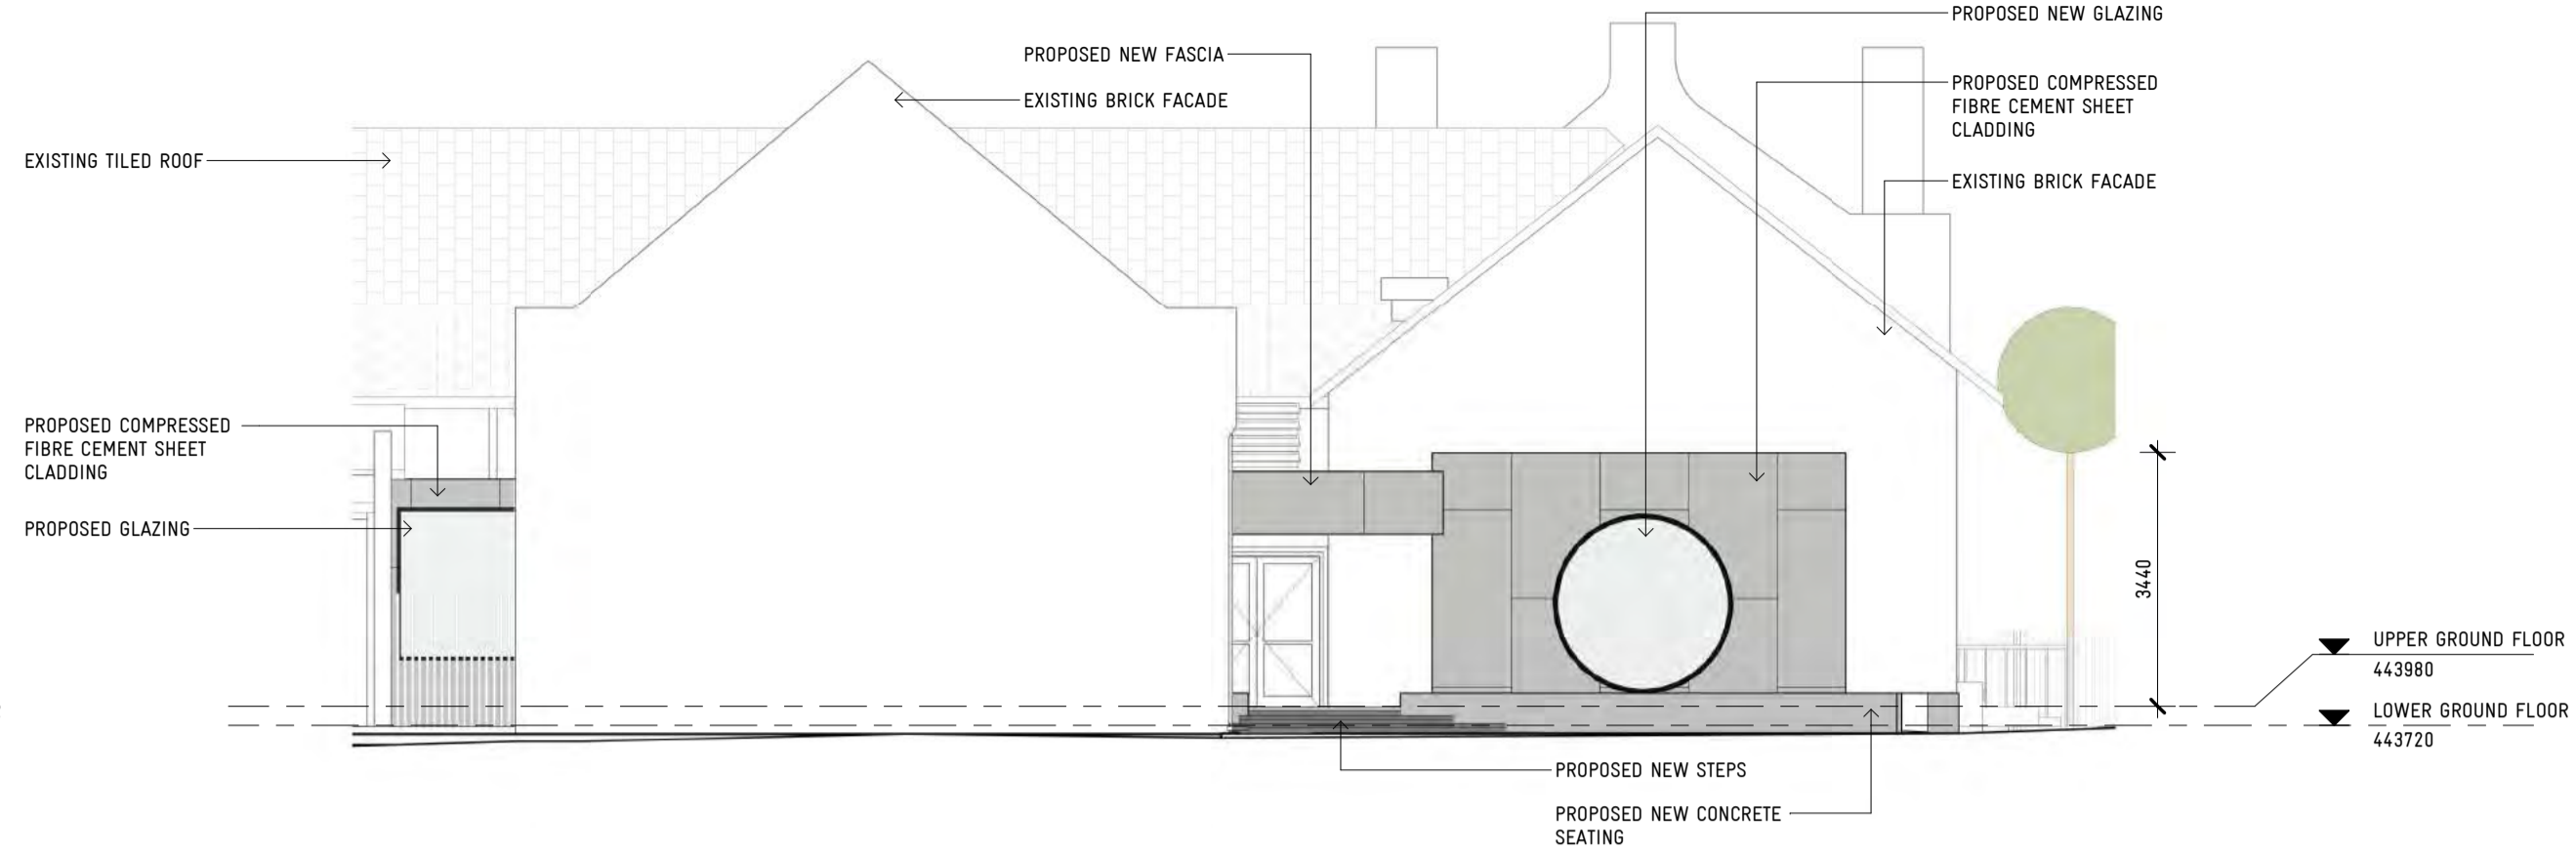 PROPOSED NEW GLAZING
PROPOSED NEW FASCIA
PROPOSED COMPRESSED
FIBRE CEMENT SHEET
CLADDING
EXISTING BRICK FACADE
EXISTING TILED ROOF
EXISTING BRICK FACADE
PROPOSED COMPRESSED
FIBRE CEMENT SHEET
CLADDING
PROPOSED GLAZING
3440
UPPER GROUND FLOOR
443980
LOWER GROUND FLOOR
443720
PROPOSED NEW STEPS
PROPOSED NEW CONCRETE
SEATING